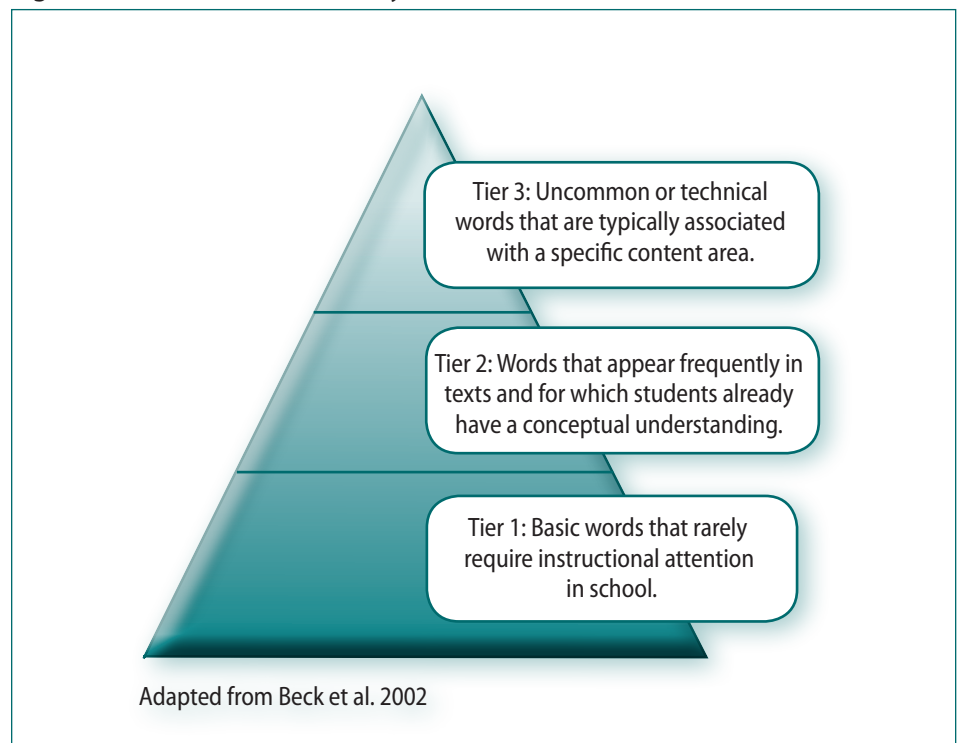 Tier 3: Uncommon or technical
words that are typically associated
with a specific content area.
Tier 2: Words that appear frequently in
texts and for which students already
have a conceptual understanding.
Tier 1: Basic words that rarely
require instructional attention
in school.
Adapted from Beck et al. 2002